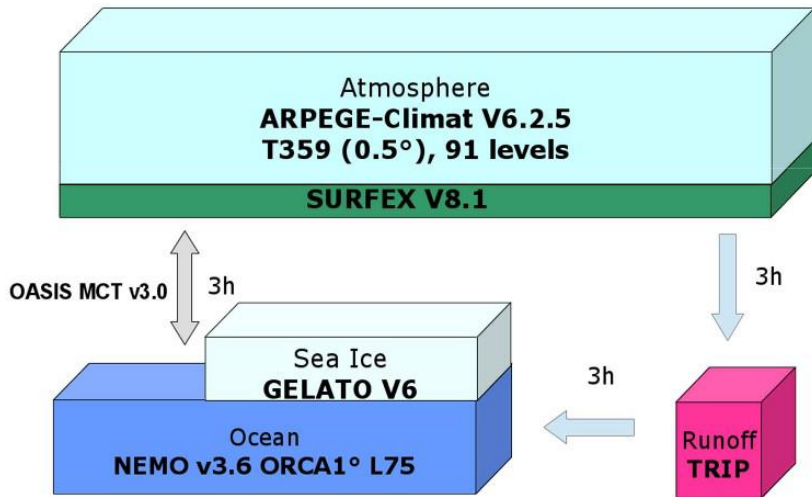 Atmosphere
ARPEGE-Climat V6.2.5
T359 (0.5°), 91 levels
SURFEX V8.1
OASIS MCT v3.0
3h
3h
Sea Ice
GELATO V6
3h
Ocean
NEMO v3.6 ORCA1° L75
Runoff
TRIP